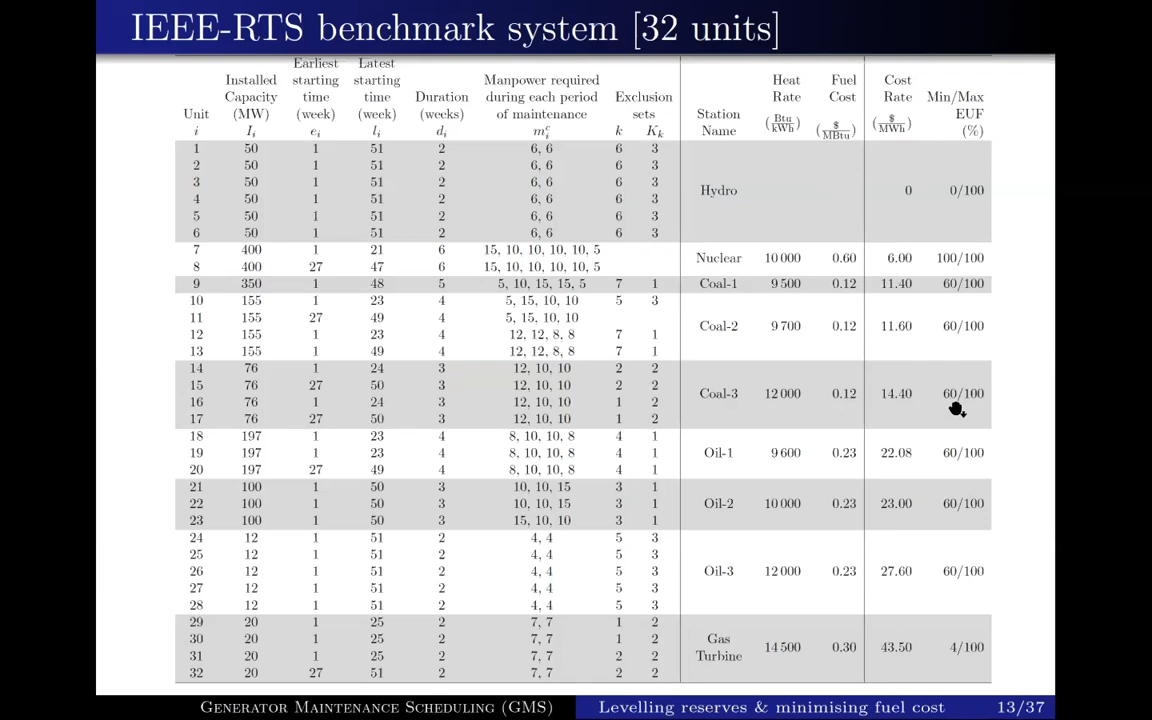 IEEE-RTS benchmark system [32 units]
Earliest Latest
Installed starting starting Manpower required Heat Fuel Cost
Capacity time time Duration during each period Exclusion Rate Cost Rate Min/Max
Unit (MW) (week) (week) (weeks) of maintenance sets Station (Btu/kWh) ($/MBtu) ($/MWh) EUF
i I_i e_i l_i d_i m_i^c k K_k Name (%)
1 50 1 51 2 6, 6 6 3
2 50 1 51 2 6, 6 6 3
3 50 1 51 2 6, 6 6 3
Hydro 0 0/100
4 50 1 51 2 6, 6 6 3
5 50 1 51 2 6, 6 6 3
6 50 1 51 2 6, 6 6 3
7 400 1 21 6 15, 10, 10, 10, 10, 5
Nuclear 10 000 0.60 6.00 100/100
8 400 27 47 6 15, 10, 10, 10, 10, 5
9 350 1 48 5 5, 10, 15, 15, 5 7 1 Coal-1 9 500 0.12 11.40 60/100
10 155 1 23 4 5, 15, 10, 10 5 3
11 155 27 49 4 5, 15, 10, 10
Coal-2 9 700 0.12 11.60 60/100
12 155 1 23 4 12, 12, 8, 8 7 1
13 155 1 49 4 12, 12, 8, 8 7 1
14 76 1 24 3 12, 10, 10 2 2
15 76 27 50 3 12, 10, 10 2 2
Coal-3 12 000 0.12 14.40 60/100
16 76 1 24 3 12, 10, 10 1 2
17 76 27 50 3 12, 10, 10 1 2
18 197 1 23 4 8, 10, 10, 8 4 1
19 197 1 23 4 8, 10, 10, 8 4 1 Oil-1 9 600 0.23 22.08 60/100
20 197 27 49 4 8, 10, 10, 8 4 1
21 100 1 50 3 10, 10, 15 3 1
22 100 1 50 3 10, 10, 15 3 1 Oil-2 10 000 0.23 23.00 60/100
23 100 1 50 3 15, 10, 10 3 1
24 12 1 51 2 4, 4 5 3
25 12 1 51 2 4, 4 5 3
26 12 1 51 2 4, 4 5 3 Oil-3 12 000 0.23 27.60 60/100
27 12 1 51 2 4, 4 5 3
28 12 1 51 2 4, 4 5 3
29 20 1 25 2 7, 7 1 2
30 20 1 25 2 7, 7 1 2 Gas
14 500 0.30 43.50 4/100
31 20 1 25 2 7, 7 2 2 Turbine
32 20 27 51 2 7, 7 2 2
GENERATOR MAINTENANCE SCHEDULING (GMS) Levelling reserves & minimising fuel cost 13/37